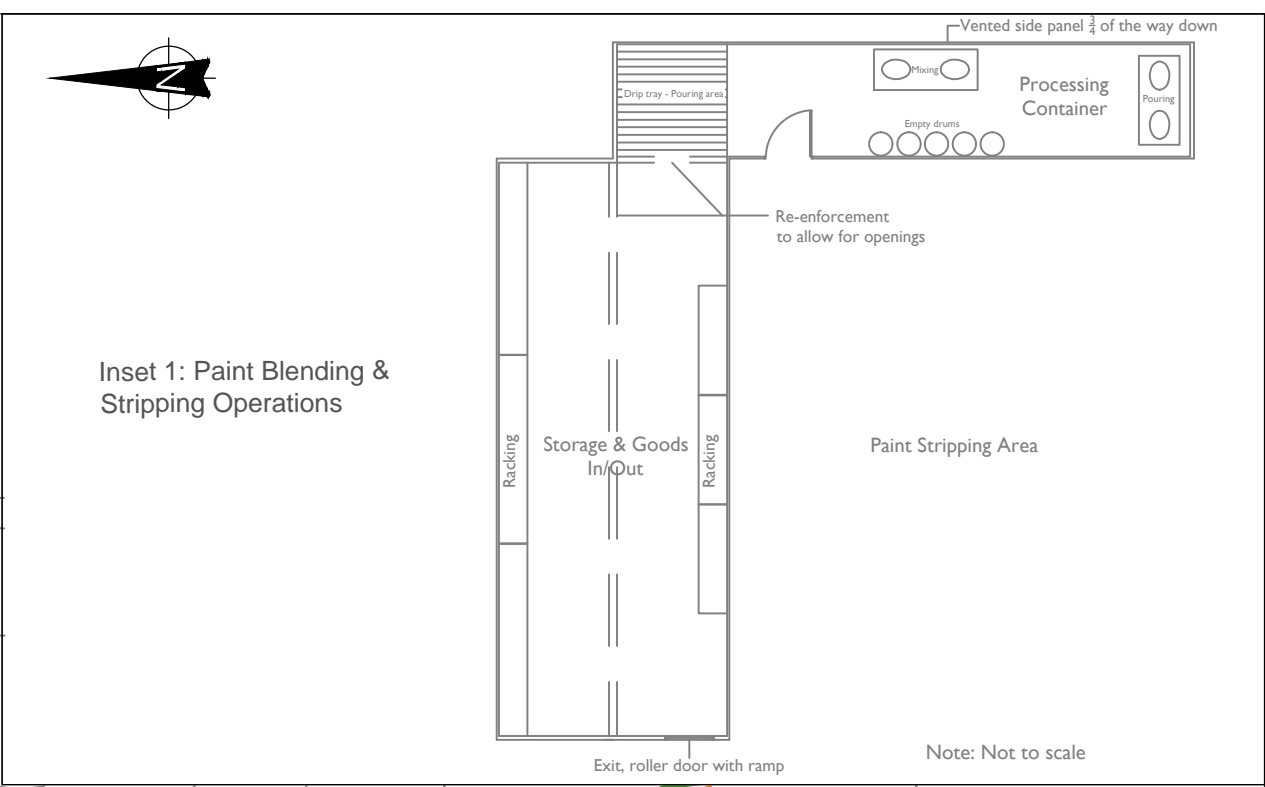 Vented side panel ¾ of the way down
N
Mixing
Processing
Container
Pouring
Drip tray - Pouring area
Empty drums
Re-enforcement
to allow for openings
Inset 1: Paint Blending &
Stripping Operations
Racking
Storage & Goods
In/Out
Racking
Paint Stripping Area
Exit, roller door with ramp
Note: Not to scale